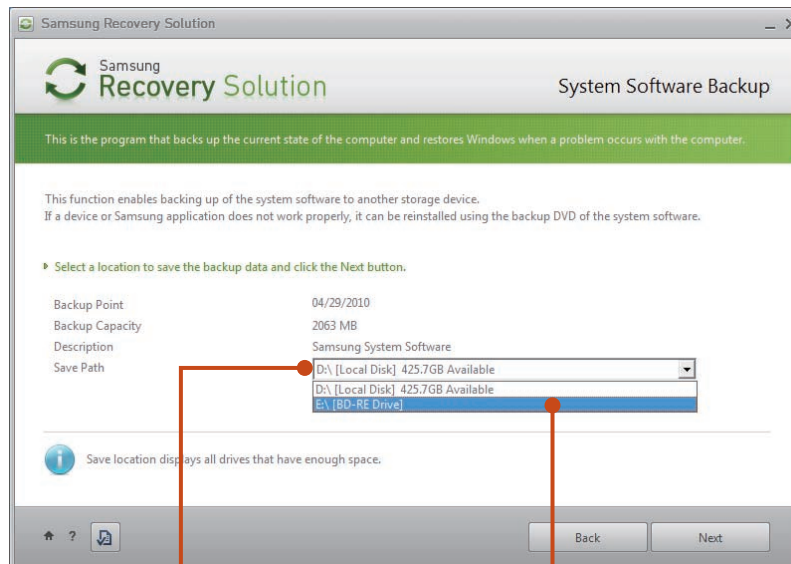 Samsung Recovery Solution
Samsung
Recovery Solution
System Software Backup
This is the program that backs up the current state of the computer and restores Windows when a problem occurs with the computer.
This function enables backing up of the system software to another storage device.
If a device or Samsung application does not work properly, it can be reinstalled using the backup DVD of the system software.
Select a location to save the backup data and click the Next button.
Backup Point 04/29/2010
Backup Capacity 2063 MB
Description Samsung System Software
Save Path D:\ [Local Disk] 425.7GB Available
D:\ [Local Disk] 425.7GB Available
E:\ [BD-RE Drive]
Save location displays all drives that have enough space.
? Back Next